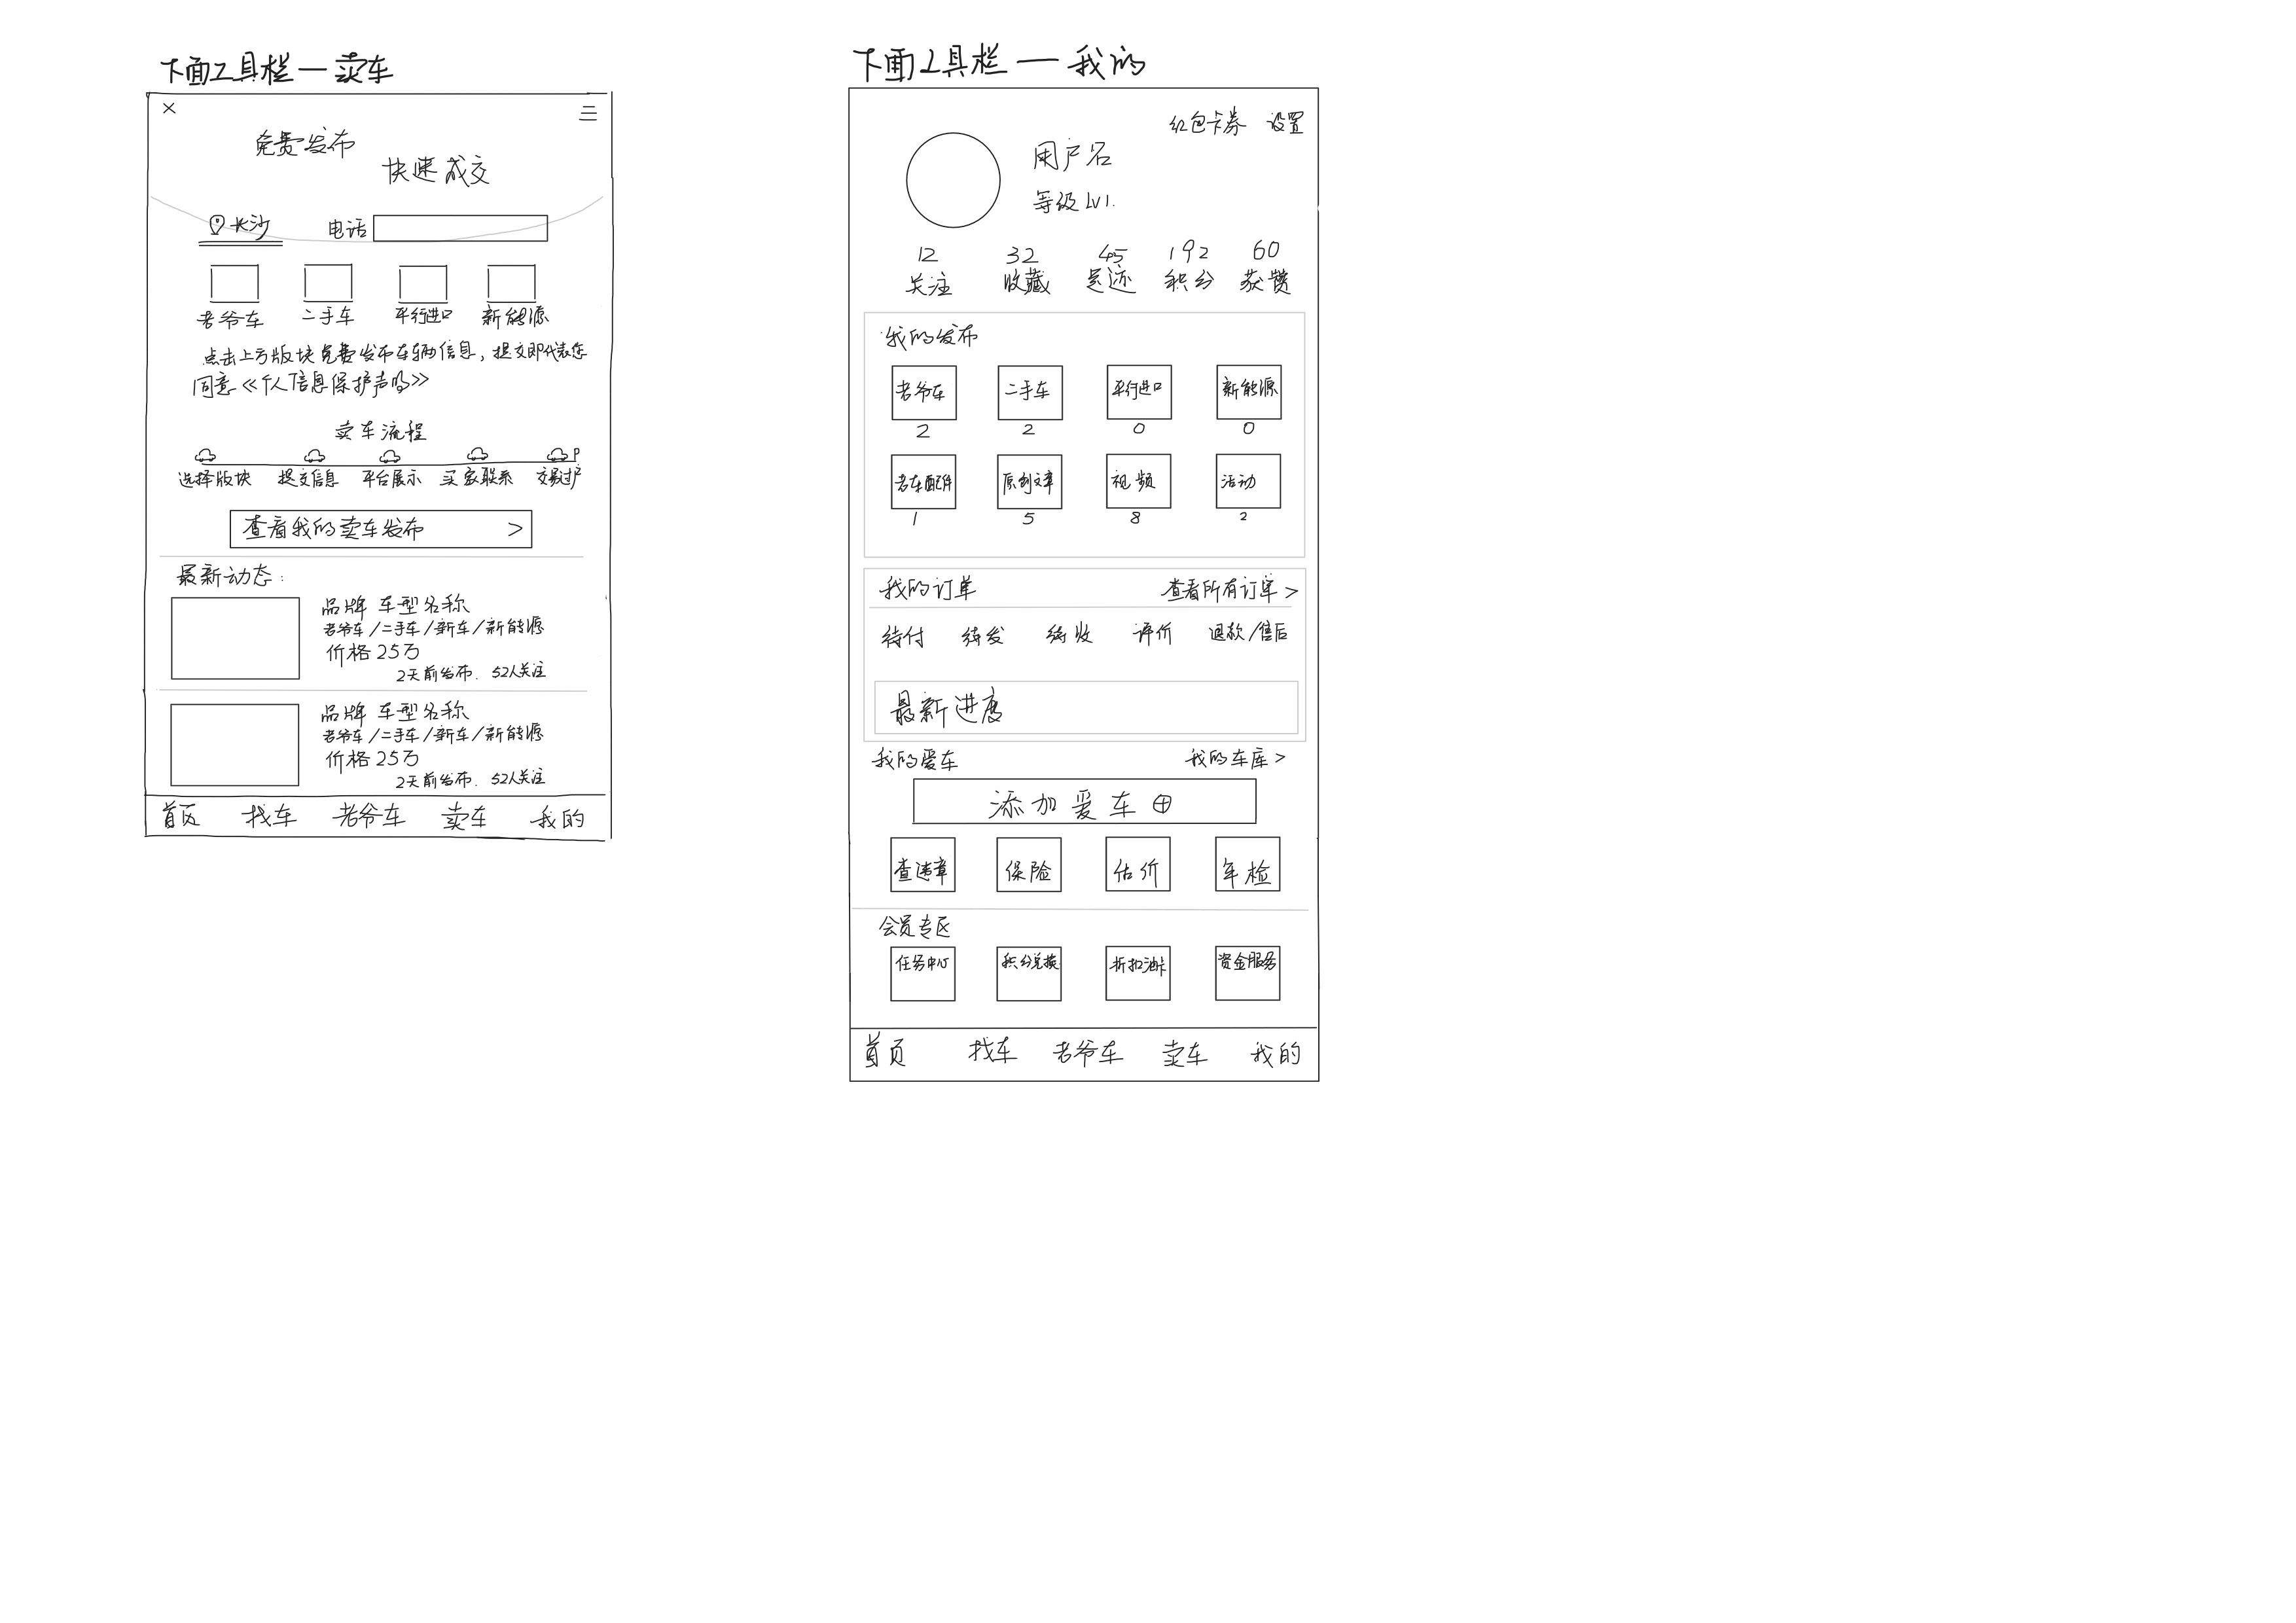 下面工具栏—卖车
×
免费发布
快速成交
长沙 电话
老爷车 二手车 平行进口 新能源
点击上方版块免费发布车辆信息，提交即代表您
同意《个人信息保护声明》
卖车流程
P
选择版块 提交信息 平台展示 买家联系 交易过户
查看我的卖车发布 >
最新动态：
品牌 车型名称
老爷车/二手车/新车/新能源
价格25万
2天前发布. 52人关注
品牌 车型名称
老爷车/二手车/新车/新能源
价格25万
2天前发布. 52人关注
首页 找车 老爷车 卖车 我的
下面工具栏—我的
红包卡券 设置
用户名
等级 LV1.
12 32 45 192 60
关注 收藏 足迹 积分 获赞
我的发布
老爷车 二手车 平行进口 新能源
2 2 0 0
老车配件 原创文章 视频 活动
1 5 8 2
我的订单 查看所有订单 >
待付 待发 待收 评价 退款/售后
最新进度
我的爱车 我的车库 >
添加爱车 ⊕
查违章 保险 估价 年检
会员专区
任务中心 积分兑换 折扣油卡 资金服务
首页 找车 老爷车 卖车 我的